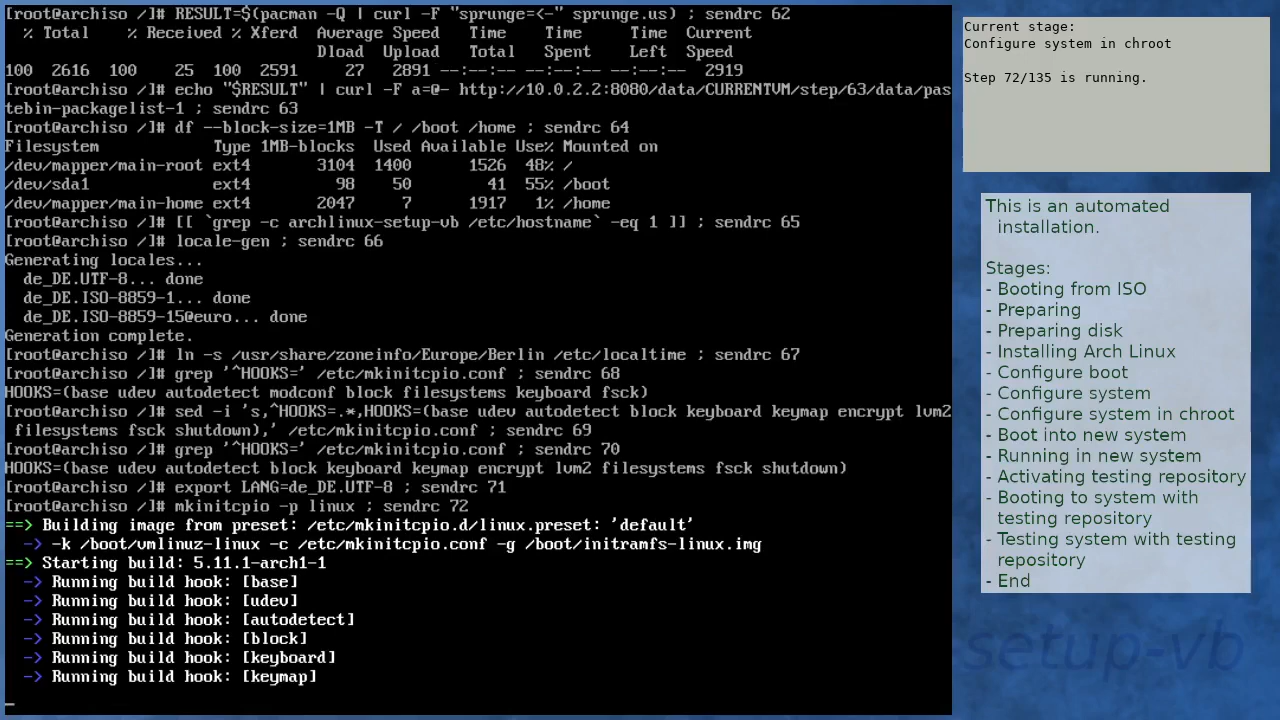 [root@archiso /]# RESULT=$(pacman -Q | curl -F "sprunge=<-" sprunge.us) ; sendrc 62
  % Total    % Received % Xferd  Average Speed   Time    Time     Time  Current
                                 Dload  Upload   Total   Spent    Left  Speed
100  2616  100    25  100  2591     27   2891 --:--:-- --:--:-- --:--:--  2919
[root@archiso /]# echo "$RESULT" | curl -F a=@- http://10.0.2.2:8080/data/CURRENTVM/step/63/data/pas
tebin-packagelist-1 ; sendrc 63
[root@archiso /]# df --block-size=1MB -T / /boot /home ; sendrc 64
Filesystem            Type 1MB-blocks  Used Available Use% Mounted on
/dev/mapper/main-root ext4       3104  1400      1526  48% /
/dev/sda1             ext4         98    50        41  55% /boot
/dev/mapper/main-home ext4       2047     7      1917   1% /home
[root@archiso /]# [[ `grep -c archlinux-setup-vb /etc/hostname` -eq 1 ]] ; sendrc 65
[root@archiso /]# locale-gen ; sendrc 66
Generating locales...
  de_DE.UTF-8... done
  de_DE.ISO-8859-1... done
  de_DE.ISO-8859-15@euro... done
Generation complete.
[root@archiso /]# ln -s /usr/share/zoneinfo/Europe/Berlin /etc/localtime ; sendrc 67
[root@archiso /]# grep '^HOOKS=' /etc/mkinitcpio.conf ; sendrc 68
HOOKS=(base udev autodetect modconf block filesystems keyboard fsck)
[root@archiso /]# sed -i 's,^HOOKS=.*,HOOKS=(base udev autodetect block keyboard keymap encrypt lvm2
 filesystems fsck shutdown),' /etc/mkinitcpio.conf ; sendrc 69
[root@archiso /]# grep '^HOOKS=' /etc/mkinitcpio.conf ; sendrc 70
HOOKS=(base udev autodetect block keyboard keymap encrypt lvm2 filesystems fsck shutdown)
[root@archiso /]# export LANG=de_DE.UTF-8 ; sendrc 71
[root@archiso /]# mkinitcpio -p linux ; sendrc 72
==> Building image from preset: /etc/mkinitcpio.d/linux.preset: 'default'
  -> -k /boot/vmlinuz-linux -c /etc/mkinitcpio.conf -g /boot/initramfs-linux.img
==> Starting build: 5.11.1-arch1-1
  -> Running build hook: [base]
  -> Running build hook: [udev]
  -> Running build hook: [autodetect]
  -> Running build hook: [block]
  -> Running build hook: [keyboard]
  -> Running build hook: [keymap]
Current stage:
Configure system in chroot
Step 72/135 is running.
This is an automated
installation.
Stages:
- Booting from ISO
- Preparing
- Preparing disk
- Installing Arch Linux
- Configure boot
- Configure system
- Configure system in chroot
- Boot into new system
- Running in new system
- Activating testing repository
- Booting to system with
testing repository
- Testing system with testing
repository
- End
setup-vb